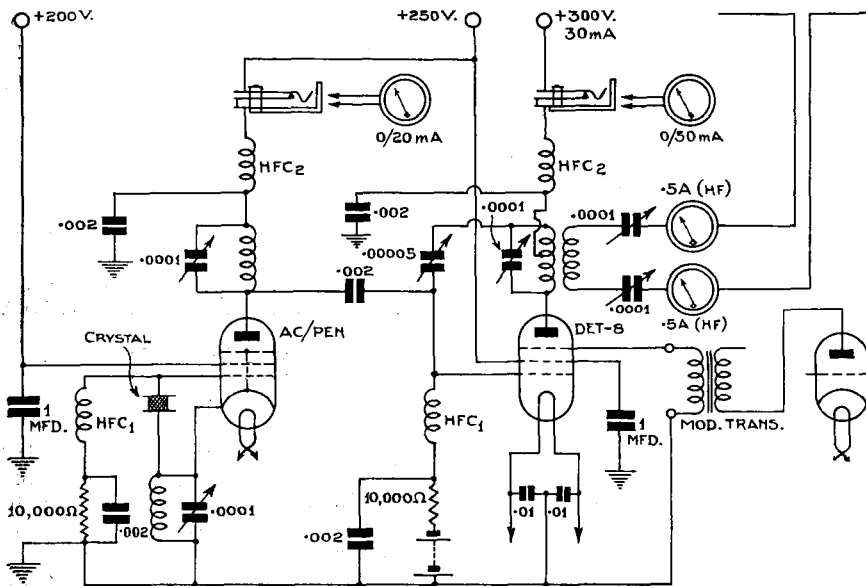 +200V.
+250V.
+300V.
30mA
0/20mA
0/50mA
HFC2
HFC2
.5A (HF)
.002
.002
.0001
.0001
.0001
.00005
.002
.0001
.5A (HF)
CRYSTAL
AC/PEN
DET-8
1
MFD.
HFC1
HFC1
1
MFD.
MOD. TRANS.
10,000Ω
.002
.0001
10,000Ω
.002
.01
.01